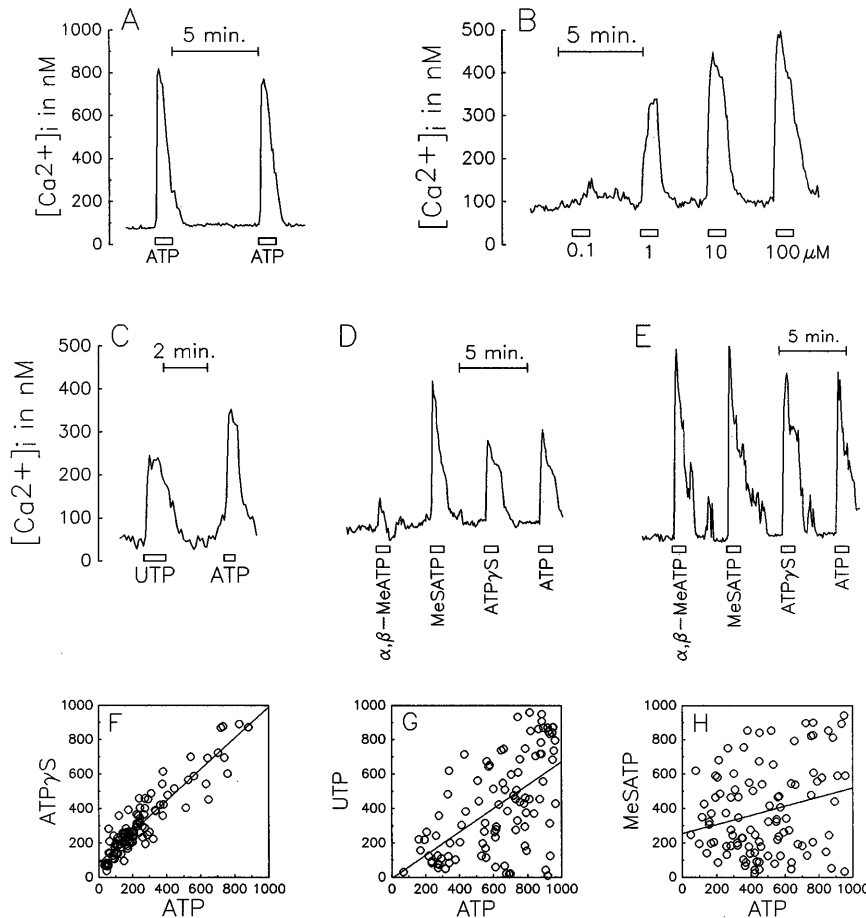 A
5 min.
[Ca2+]i in nM
1000
800
600
400
200
0
ATP
ATP
B
5 min.
[Ca2+]i in nM
500
400
300
200
100
0
0.1
1
10
100 μM
C
2 min.
[Ca2+]i in nM
500
400
300
200
100
0
UTP
ATP
D
5 min.
α,β-MeATP
MeSATP
ATPγS
ATP
E
5 min.
α,β-MeATP
MeSATP
ATPγS
ATP
F
ATPγS
1000
800
600
400
200
0
0 200 400 600 800 1000
ATP
G
UTP
1000
800
600
400
200
0
0 200 400 600 800 1000
ATP
H
MeSATP
1000
800
600
400
200
0
0 200 400 600 800 1000
ATP